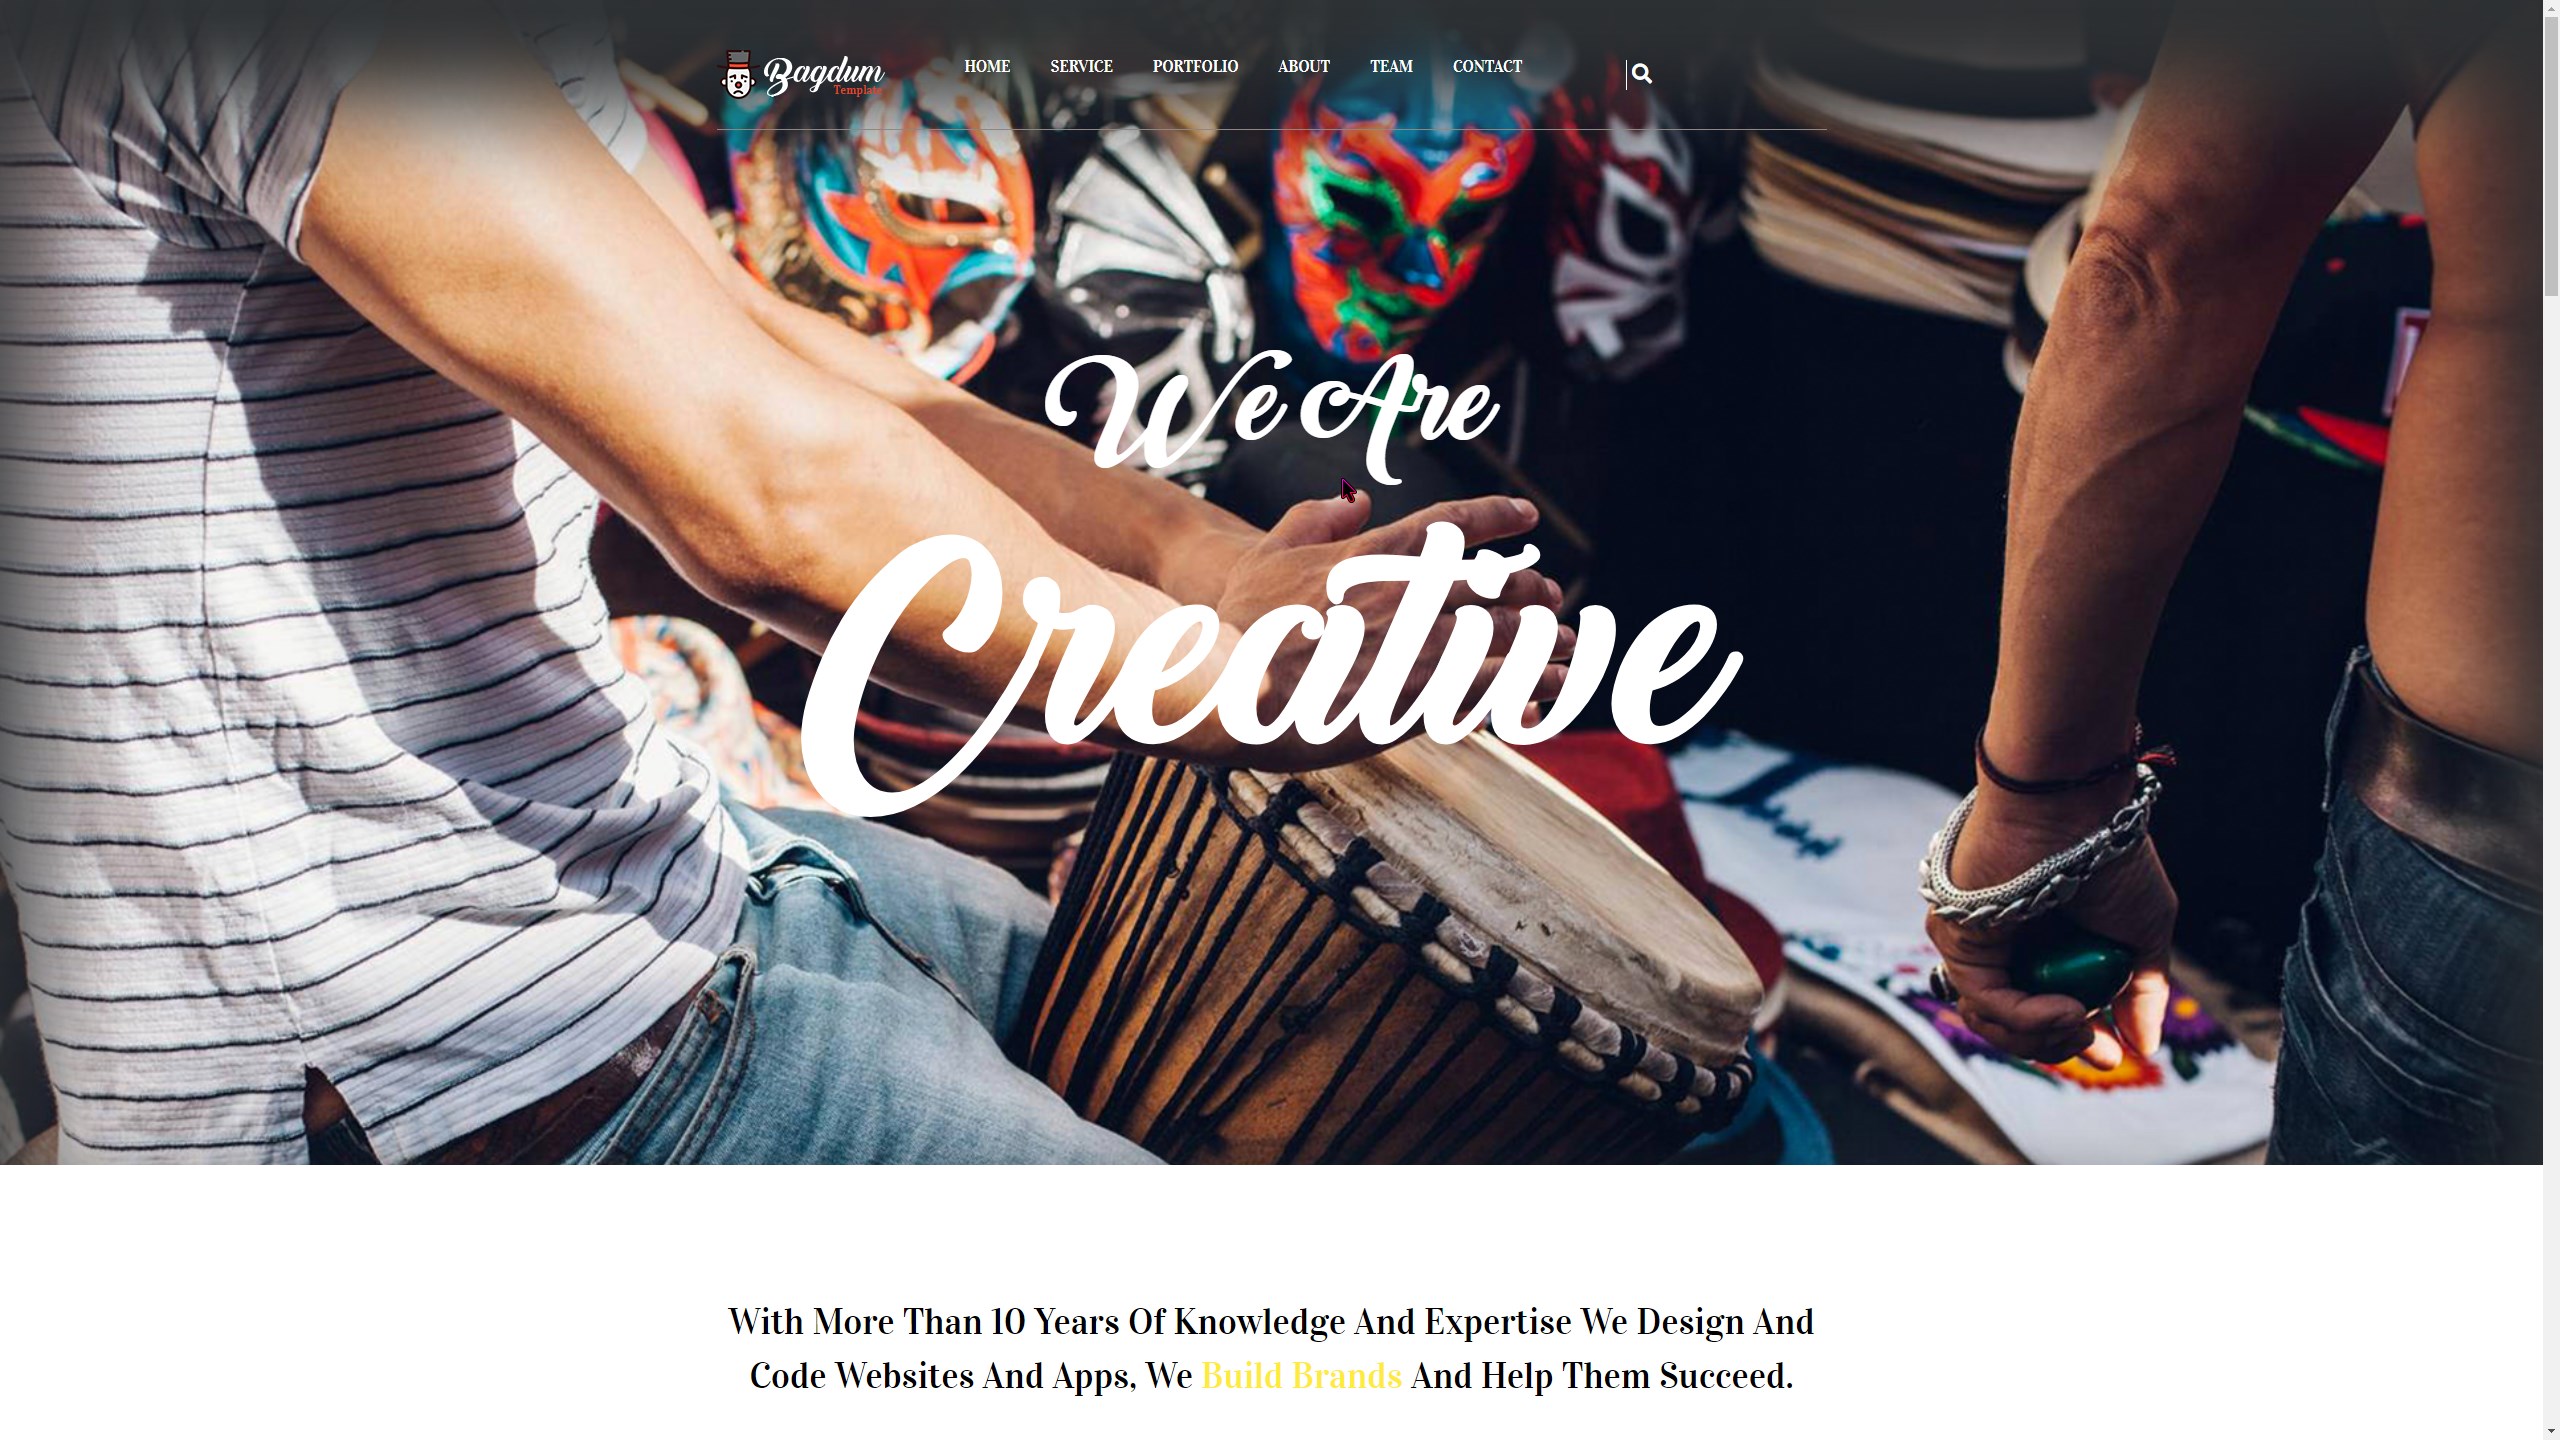 Bagdum
Template
HOME SERVICE PORTFOLIO ABOUT TEAM CONTACT
We Are
Creative
With More Than 10 Years Of Knowledge And Expertise We Design And
Code Websites And Apps, We Build Brands And Help Them Succeed.